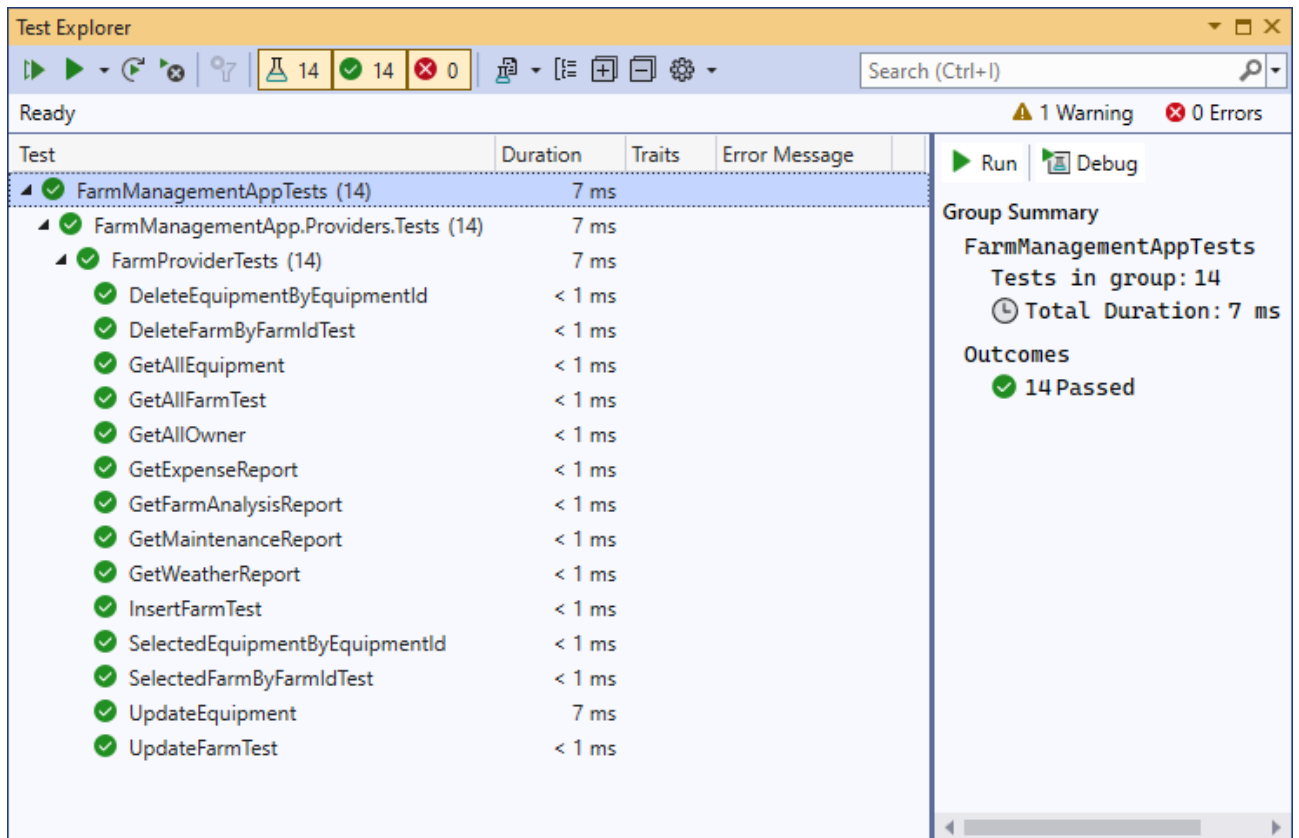 Test Explorer
14 14 0 Search (Ctrl+I)
Ready 1 Warning 0 Errors
Test Duration Traits Error Message
FarmManagementAppTests (14) 7 ms
FarmManagementApp.Providers.Tests (14) 7 ms
FarmProviderTests (14) 7 ms
DeleteEquipmentByEquipmentId < 1 ms
DeleteFarmByFarmIdTest < 1 ms
GetAllEquipment < 1 ms
GetAllFarmTest < 1 ms
GetAllOwner < 1 ms
GetExpenseReport < 1 ms
GetFarmAnalysisReport < 1 ms
GetMaintenanceReport < 1 ms
GetWeatherReport < 1 ms
InsertFarmTest < 1 ms
SelectedEquipmentByEquipmentId < 1 ms
SelectedFarmByFarmIdTest < 1 ms
UpdateEquipment 7 ms
UpdateFarmTest < 1 ms
Run Debug
Group Summary
FarmManagementAppTests
Tests in group: 14
Total Duration: 7 ms
Outcomes
14 Passed